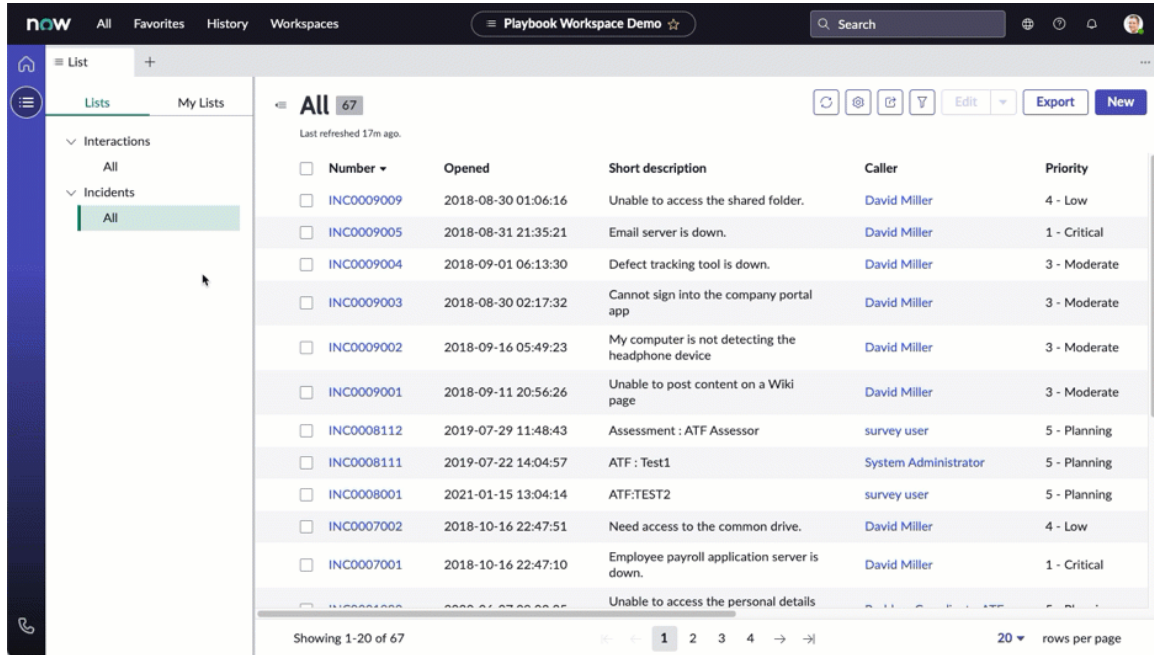 now All Favorites History Workspaces Playbook Workspace Demo Search
List
Lists My Lists
Interactions
All
Incidents
All
All 67
Last refreshed 17m ago.
Edit Export New
Number Opened Short description Caller Priority
INC0009009 2018-08-30 01:06:16 Unable to access the shared folder. David Miller 4 - Low
INC0009005 2018-08-31 21:35:21 Email server is down. David Miller 1 - Critical
INC0009004 2018-09-01 06:13:30 Defect tracking tool is down. David Miller 3 - Moderate
INC0009003 2018-08-30 02:17:32 Cannot sign into the company portal David Miller 3 - Moderate
app
INC0009002 2018-09-16 05:49:23 My computer is not detecting the David Miller 3 - Moderate
headphone device
INC0009001 2018-09-11 20:56:26 Unable to post content on a Wiki David Miller 3 - Moderate
page
INC0008112 2019-07-29 11:48:43 Assessment : ATF Assessor survey user 5 - Planning
INC0008111 2019-07-22 14:04:57 ATF : Test1 System Administrator 5 - Planning
INC0008001 2021-01-15 13:04:14 ATF:TEST2 survey user 5 - Planning
INC0007002 2018-10-16 22:47:51 Need access to the common drive. David Miller 4 - Low
INC0007001 2018-10-16 22:47:10 Employee payroll application server is David Miller 1 - Critical
down.
Unable to access the personal details
Showing 1-20 of 67 1 2 3 4 20 rows per page